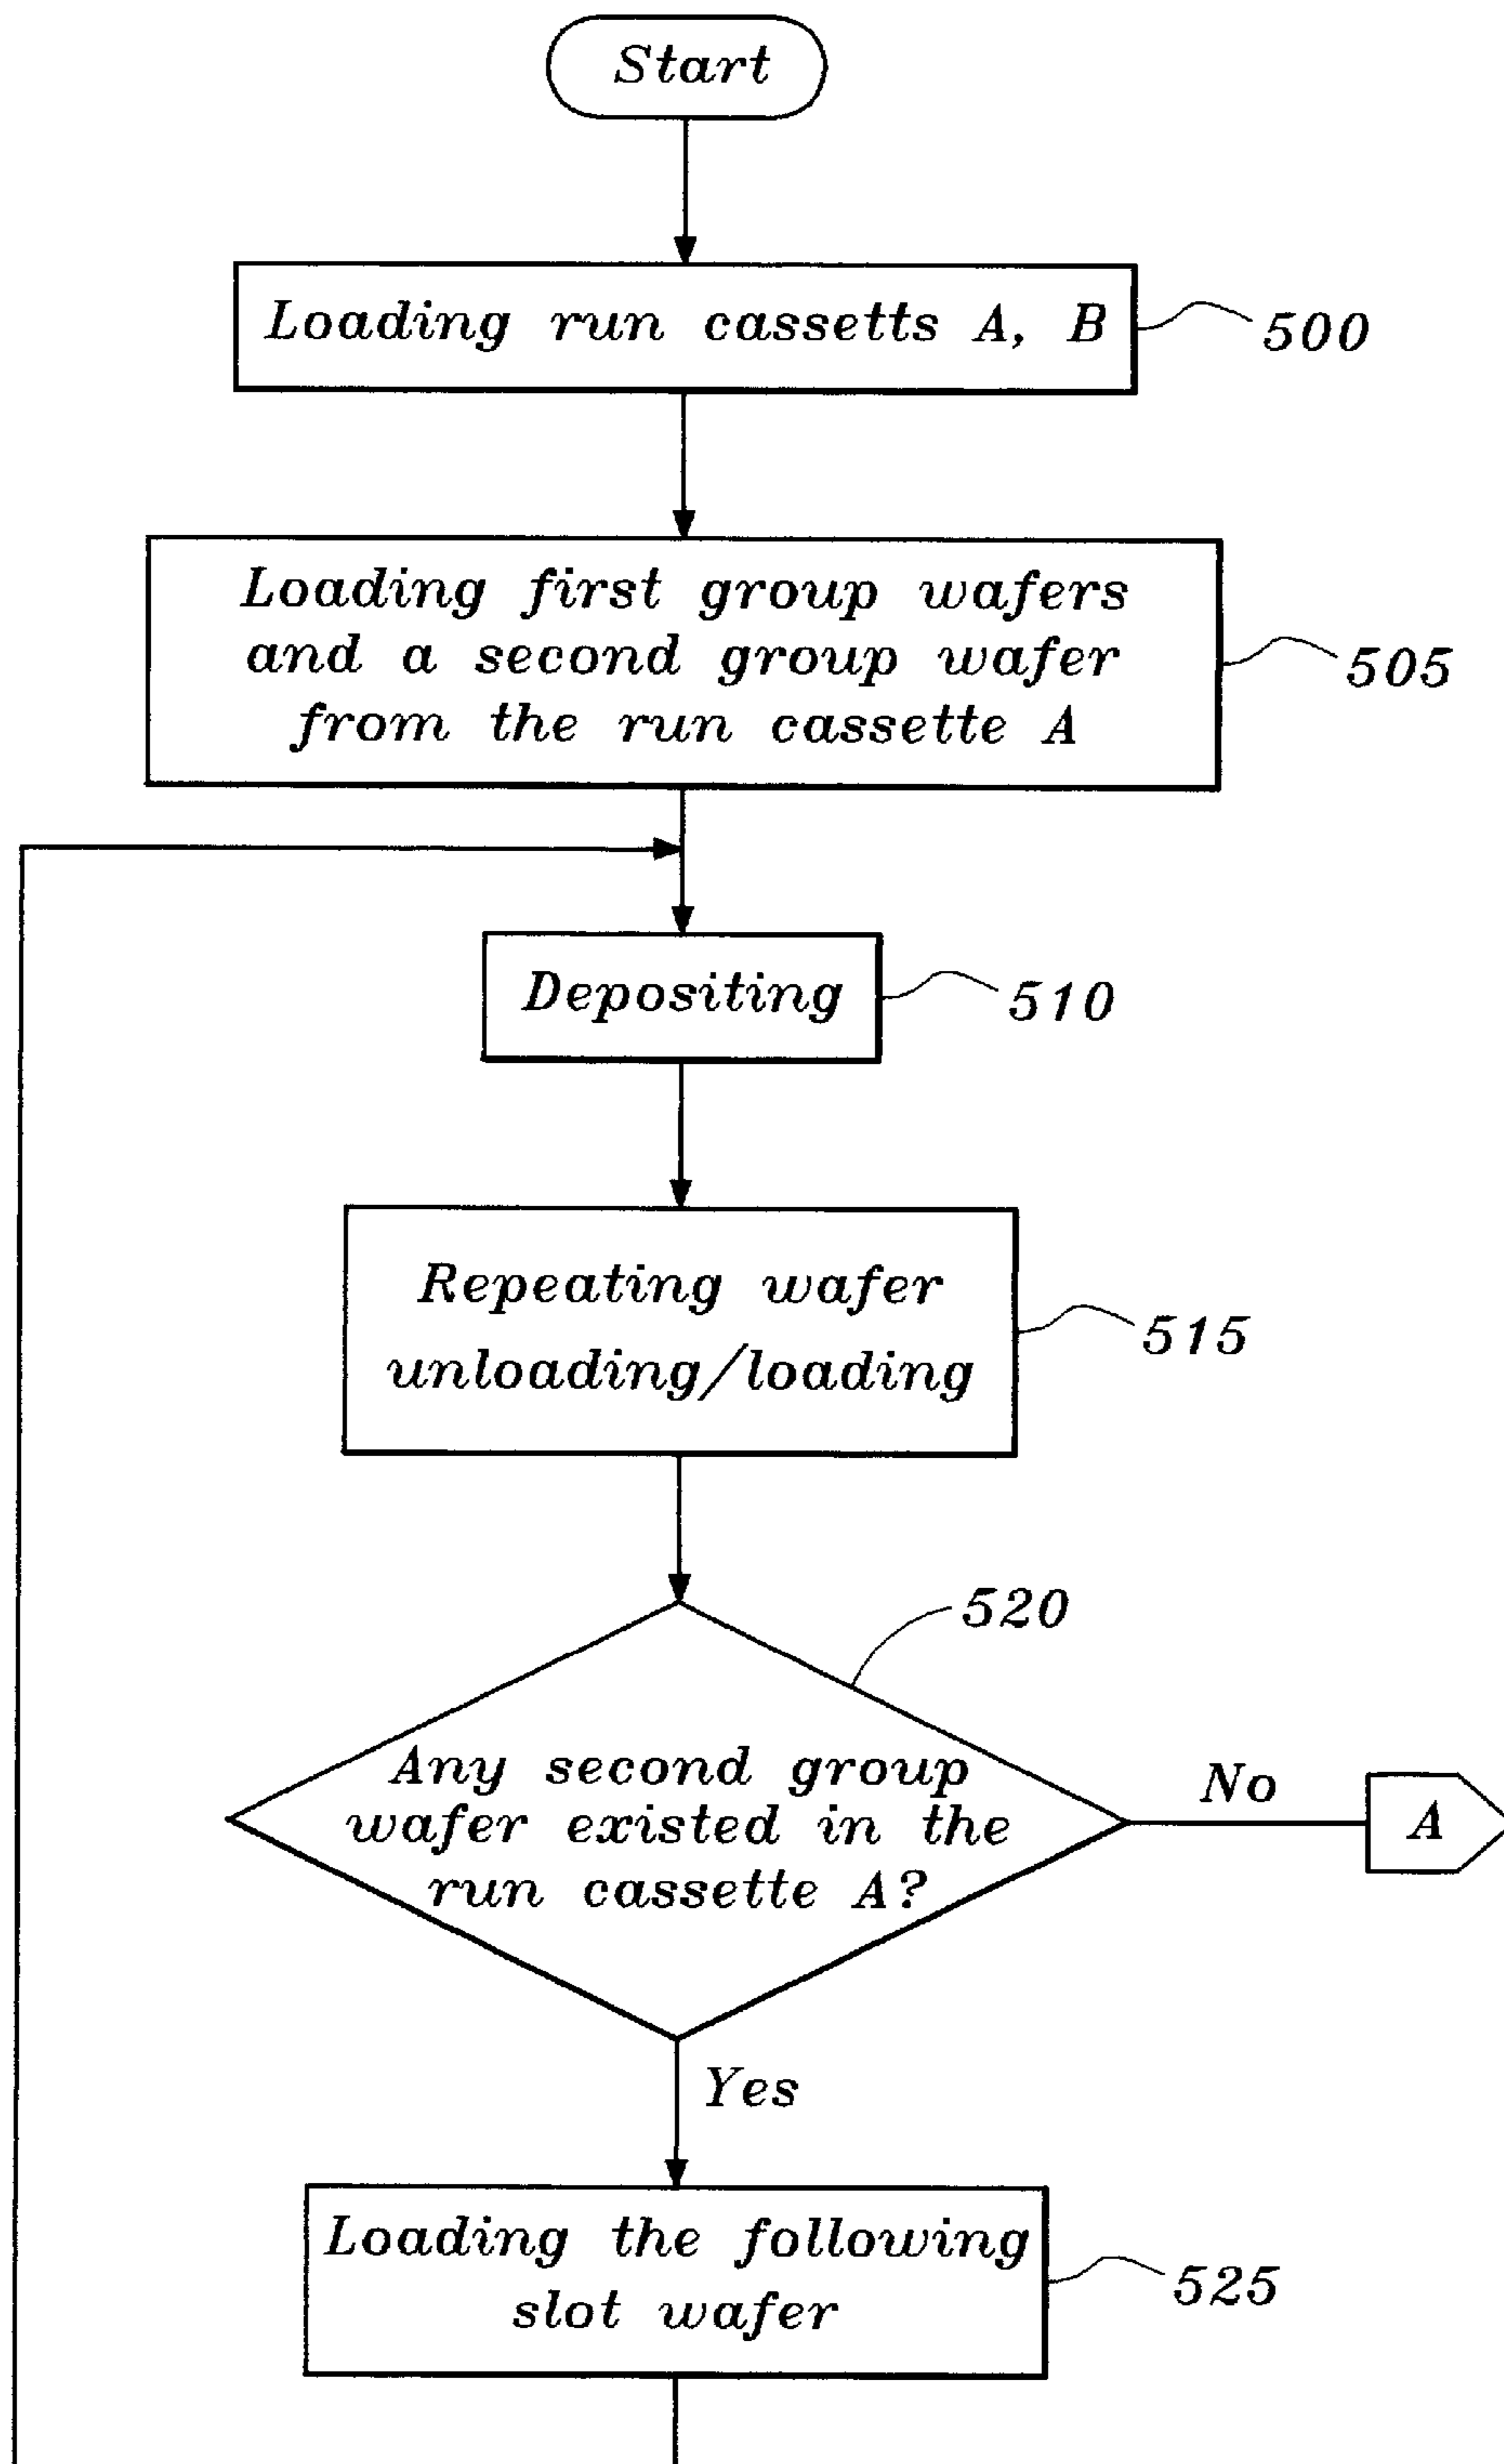 Start
Loading run cassetts A, B
500
Loading first group wafers
and a second group wafer
from the run cassette A
505
Depositing
510
Repeating wafer
unloading/loading
515
520
Any second group
wafer existed in the
run cassette A?
No
A
Yes
Loading the following
slot wafer
525